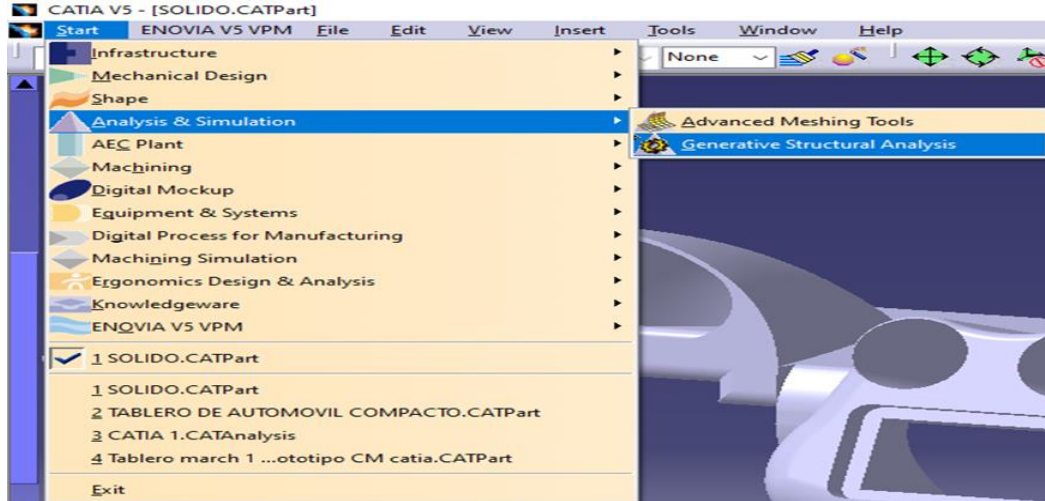 CATIA V5 - [SOLIDO.CATPart]
Start ENOVIA V5 VPM File Edit View Insert Tools Window Help
None
Infrastructure
Mechanical Design
Shape
Analysis & Simulation
Advanced Meshing Tools
Generative Structural Analysis
AEC Plant
Machining
Digital Mockup
Equipment & Systems
Digital Process for Manufacturing
Machining Simulation
Ergonomics Design & Analysis
Knowledgeware
ENOVIA V5 VPM
1 SOLIDO.CATPart
1 SOLIDO.CATPart
2 TABLERO DE AUTOMOVIL COMPACTO.CATPart
3 CATIA 1.CATAnalysis
4 Tablero march 1 ...ototipo CM catia.CATPart
Exit